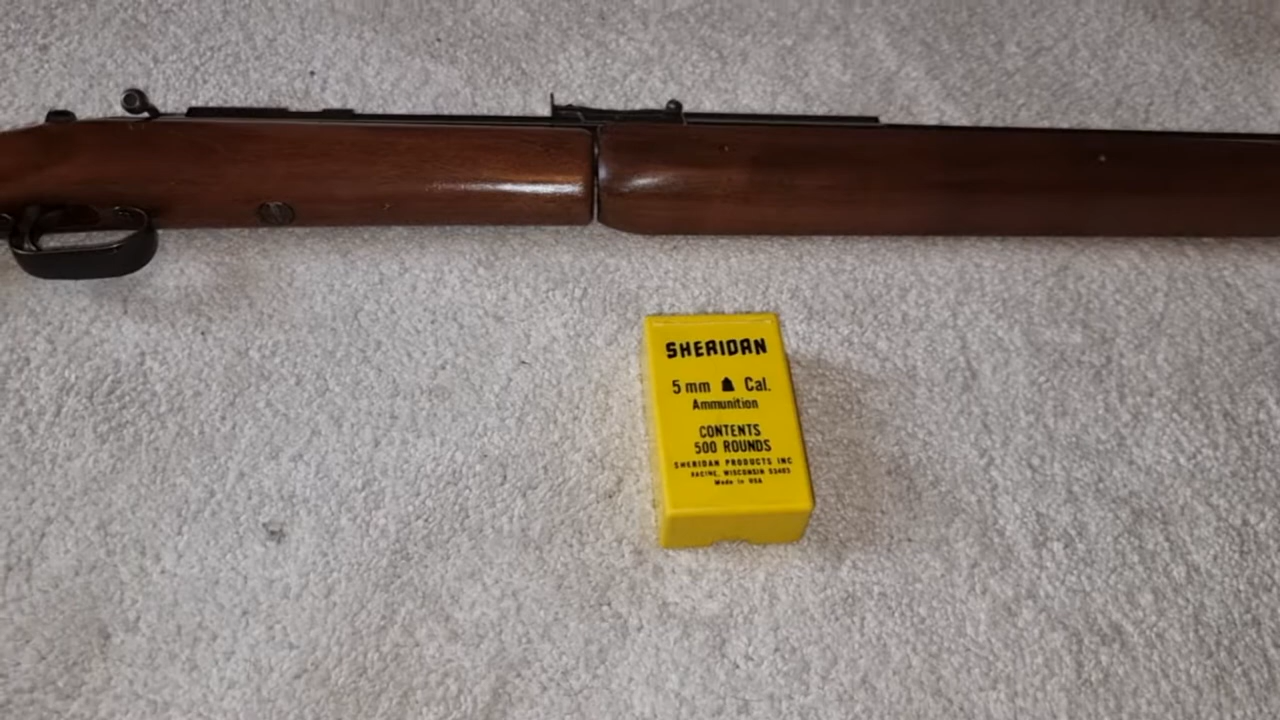 SHERIDAN
5 mm Cal.
Ammunition
CONTENTS
500 ROUNDS
SHERIDAN PRODUCTS INC
RACINE, WISCONSIN 53403
Made in USA